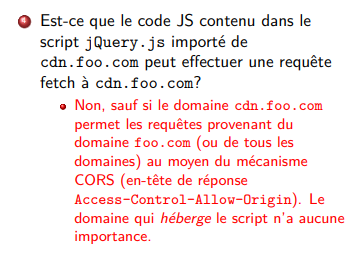 4 Est-ce que le code JS contenu dans le
script jQuery.js importé de
cdn.foo.com peut effectuer une requête
fetch à cdn.foo.com?
Non, sauf si le domaine cdn.foo.com
permet les requêtes provenant du
domaine foo.com (ou de tous les
domaines) au moyen du mécanisme
CORS (en-tête de réponse
Access-Control-Allow-Origin). Le
domaine qui héberge le script n'a aucune
importance.